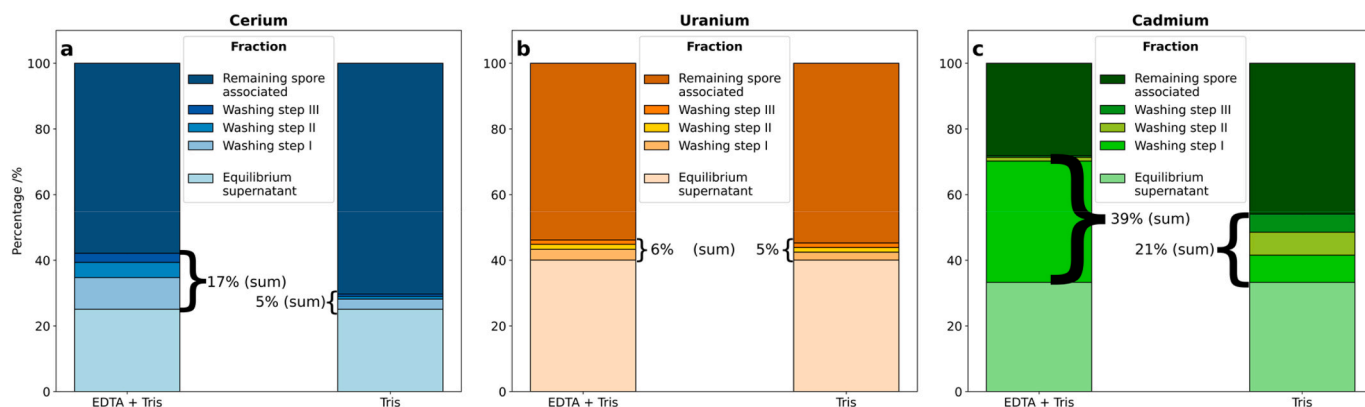 Cerium
a
Fraction
Remaining spore
associated
Washing step III
Washing step II
Washing step I
Equilibrium
supernatant
17% (sum)
5% (sum)
Percentage /%
100
80
60
40
20
0
EDTA + Tris
Tris
Uranium
b
Fraction
Remaining spore
associated
Washing step III
Washing step II
Washing step I
Equilibrium
supernatant
6% (sum) 5%
100
80
60
40
20
0
EDTA + Tris
Tris
Cadmium
c
Fraction
Remaining spore
associated
Washing step III
Washing step II
Washing step I
Equilibrium
supernatant
39% (sum)
21% (sum)
100
80
60
40
20
0
EDTA + Tris
Tris